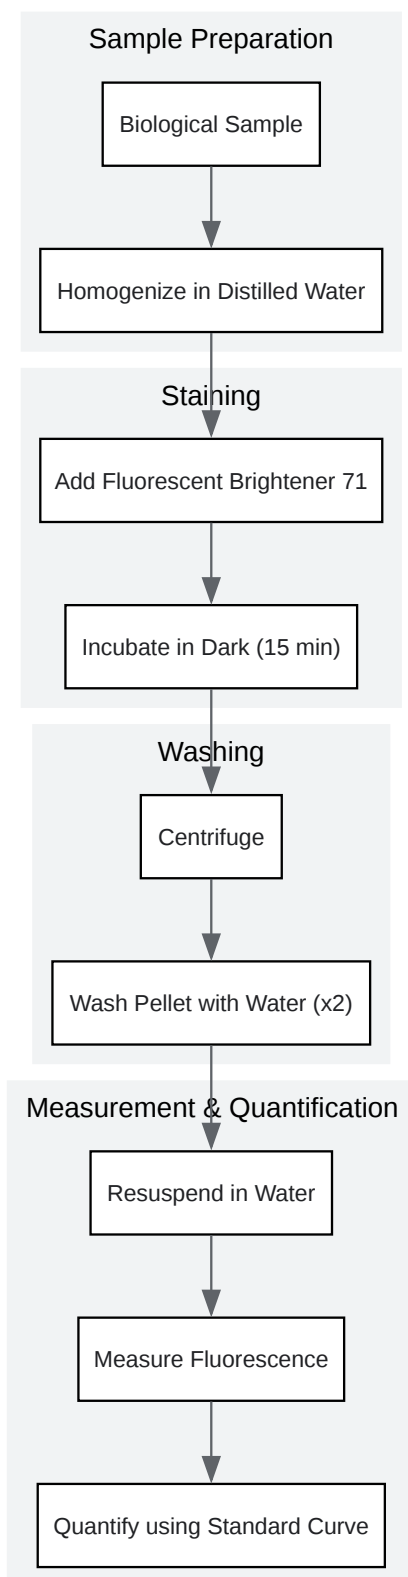 Sample Preparation
Biological Sample
Homogenize in Distilled Water
Staining
Add Fluorescent Brightener 71
Incubate in Dark (15 min)
Washing
Centrifuge
Wash Pellet with Water (x2)
Measurement & Quantification
Resuspend in Water
Measure Fluorescence
Quantify using Standard Curve